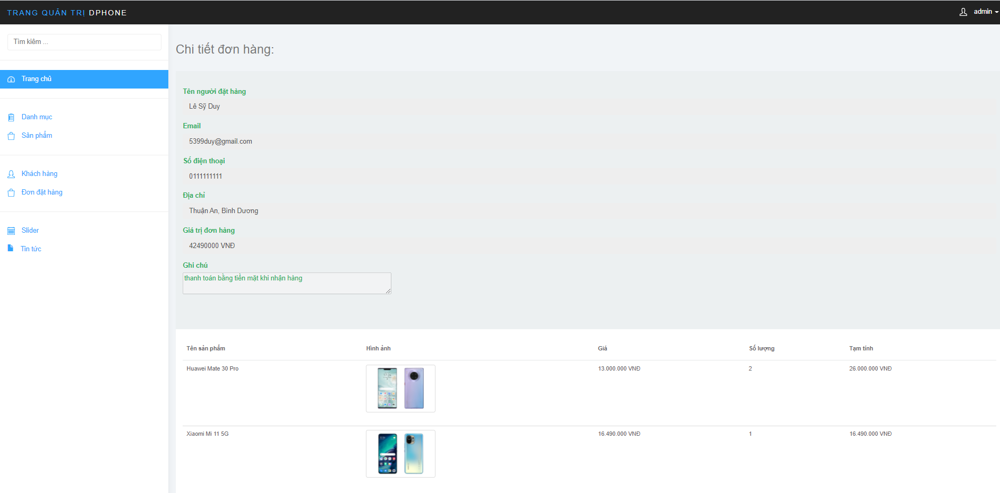 TRANG QUẢN TRỊ DPHONE
admin
Tìm kiếm ...
Trang chủ
Danh mục
Sản phẩm
Khách hàng
Đơn đặt hàng
Slider
Tin tức
Chi tiết đơn hàng:
Tên người đặt hàng
Lê Sỹ Duy
Email
5399duy@gmail.com
Số điện thoại
0111111111
Địa chỉ
Thuận An, Bình Dương
Giá trị đơn hàng
42490000 VNĐ
Ghi chú
thanh toán bằng tiền mặt khi nhận hàng
Tên sản phẩm Hình ảnh Giá Số lượng Tạm tính
Huawei Mate 30 Pro 13.000.000 VNĐ 2 26.000.000 VNĐ
Xiaomi Mi 11 5G 16.490.000 VNĐ 1 16.490.000 VNĐ